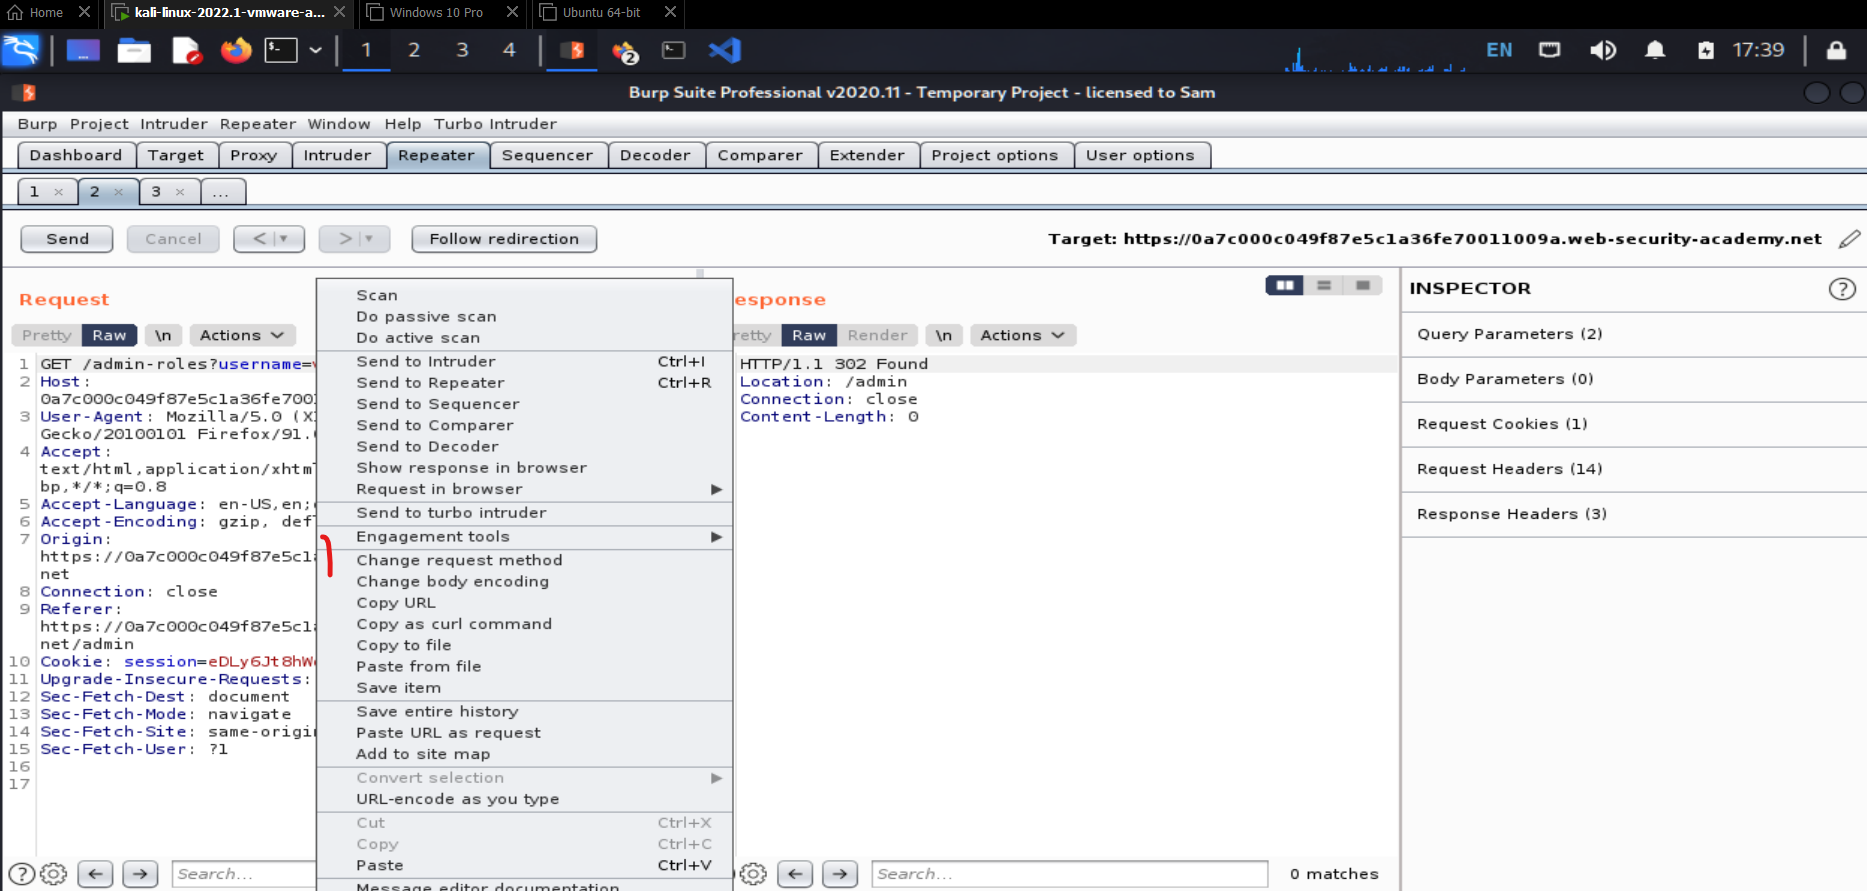 Home
kali-linux-2022.1-vmware-a...
Windows 10 Pro
Ubuntu 64-bit
1 2 3 4
2
EN
17:39
Burp Suite Professional v2020.11 - Temporary Project - licensed to Sam
Burp Project Intruder Repeater Window Help Turbo Intruder
Dashboard Target Proxy Intruder Repeater Sequencer Decoder Comparer Extender Project options User options
1 × 2 × 3 × ...
Send Cancel < > Follow redirection
Target: https://0a7c000c049f87e5c1a36fe70011009a.web-security-academy.net
Request
Pretty Raw \n Actions
1 GET /admin-roles?username=
2 Host:
0a7c000c049f87e5c1a36fe700
3 User-Agent: Mozilla/5.0 (X
Gecko/20100101 Firefox/91.
4 Accept:
text/html,application/xhtm
bp,*/*;q=0.8
5 Accept-Language: en-US,en;
6 Accept-Encoding: gzip, def
7 Origin:
https://0a7c000c049f87e5c1
net
8 Connection: close
9 Referer:
https://0a7c000c049f87e5c1
net/admin
10 Cookie: session=eDLy6Jt8hW
11 Upgrade-Insecure-Requests:
12 Sec-Fetch-Dest: document
13 Sec-Fetch-Mode: navigate
14 Sec-Fetch-Site: same-origi
15 Sec-Fetch-User: ?1
16
17
Search...
Scan
Do passive scan
Do active scan
Send to Intruder Ctrl+I
Send to Repeater Ctrl+R
Send to Sequencer
Send to Comparer
Send to Decoder
Show response in browser
Request in browser
Send to turbo intruder
Engagement tools
Change request method
Change body encoding
Copy URL
Copy as curl command
Copy to file
Paste from file
Save item
Save entire history
Paste URL as request
Add to site map
Convert selection
URL-encode as you type
Cut Ctrl+X
Copy Ctrl+C
Paste Ctrl+V
Message editor documentation
esponse
retty Raw Render \n Actions
HTTP/1.1 302 Found
Location: /admin
Connection: close
Content-Length: 0
Search...
0 matches
INSPECTOR
Query Parameters (2)
Body Parameters (0)
Request Cookies (1)
Request Headers (14)
Response Headers (3)